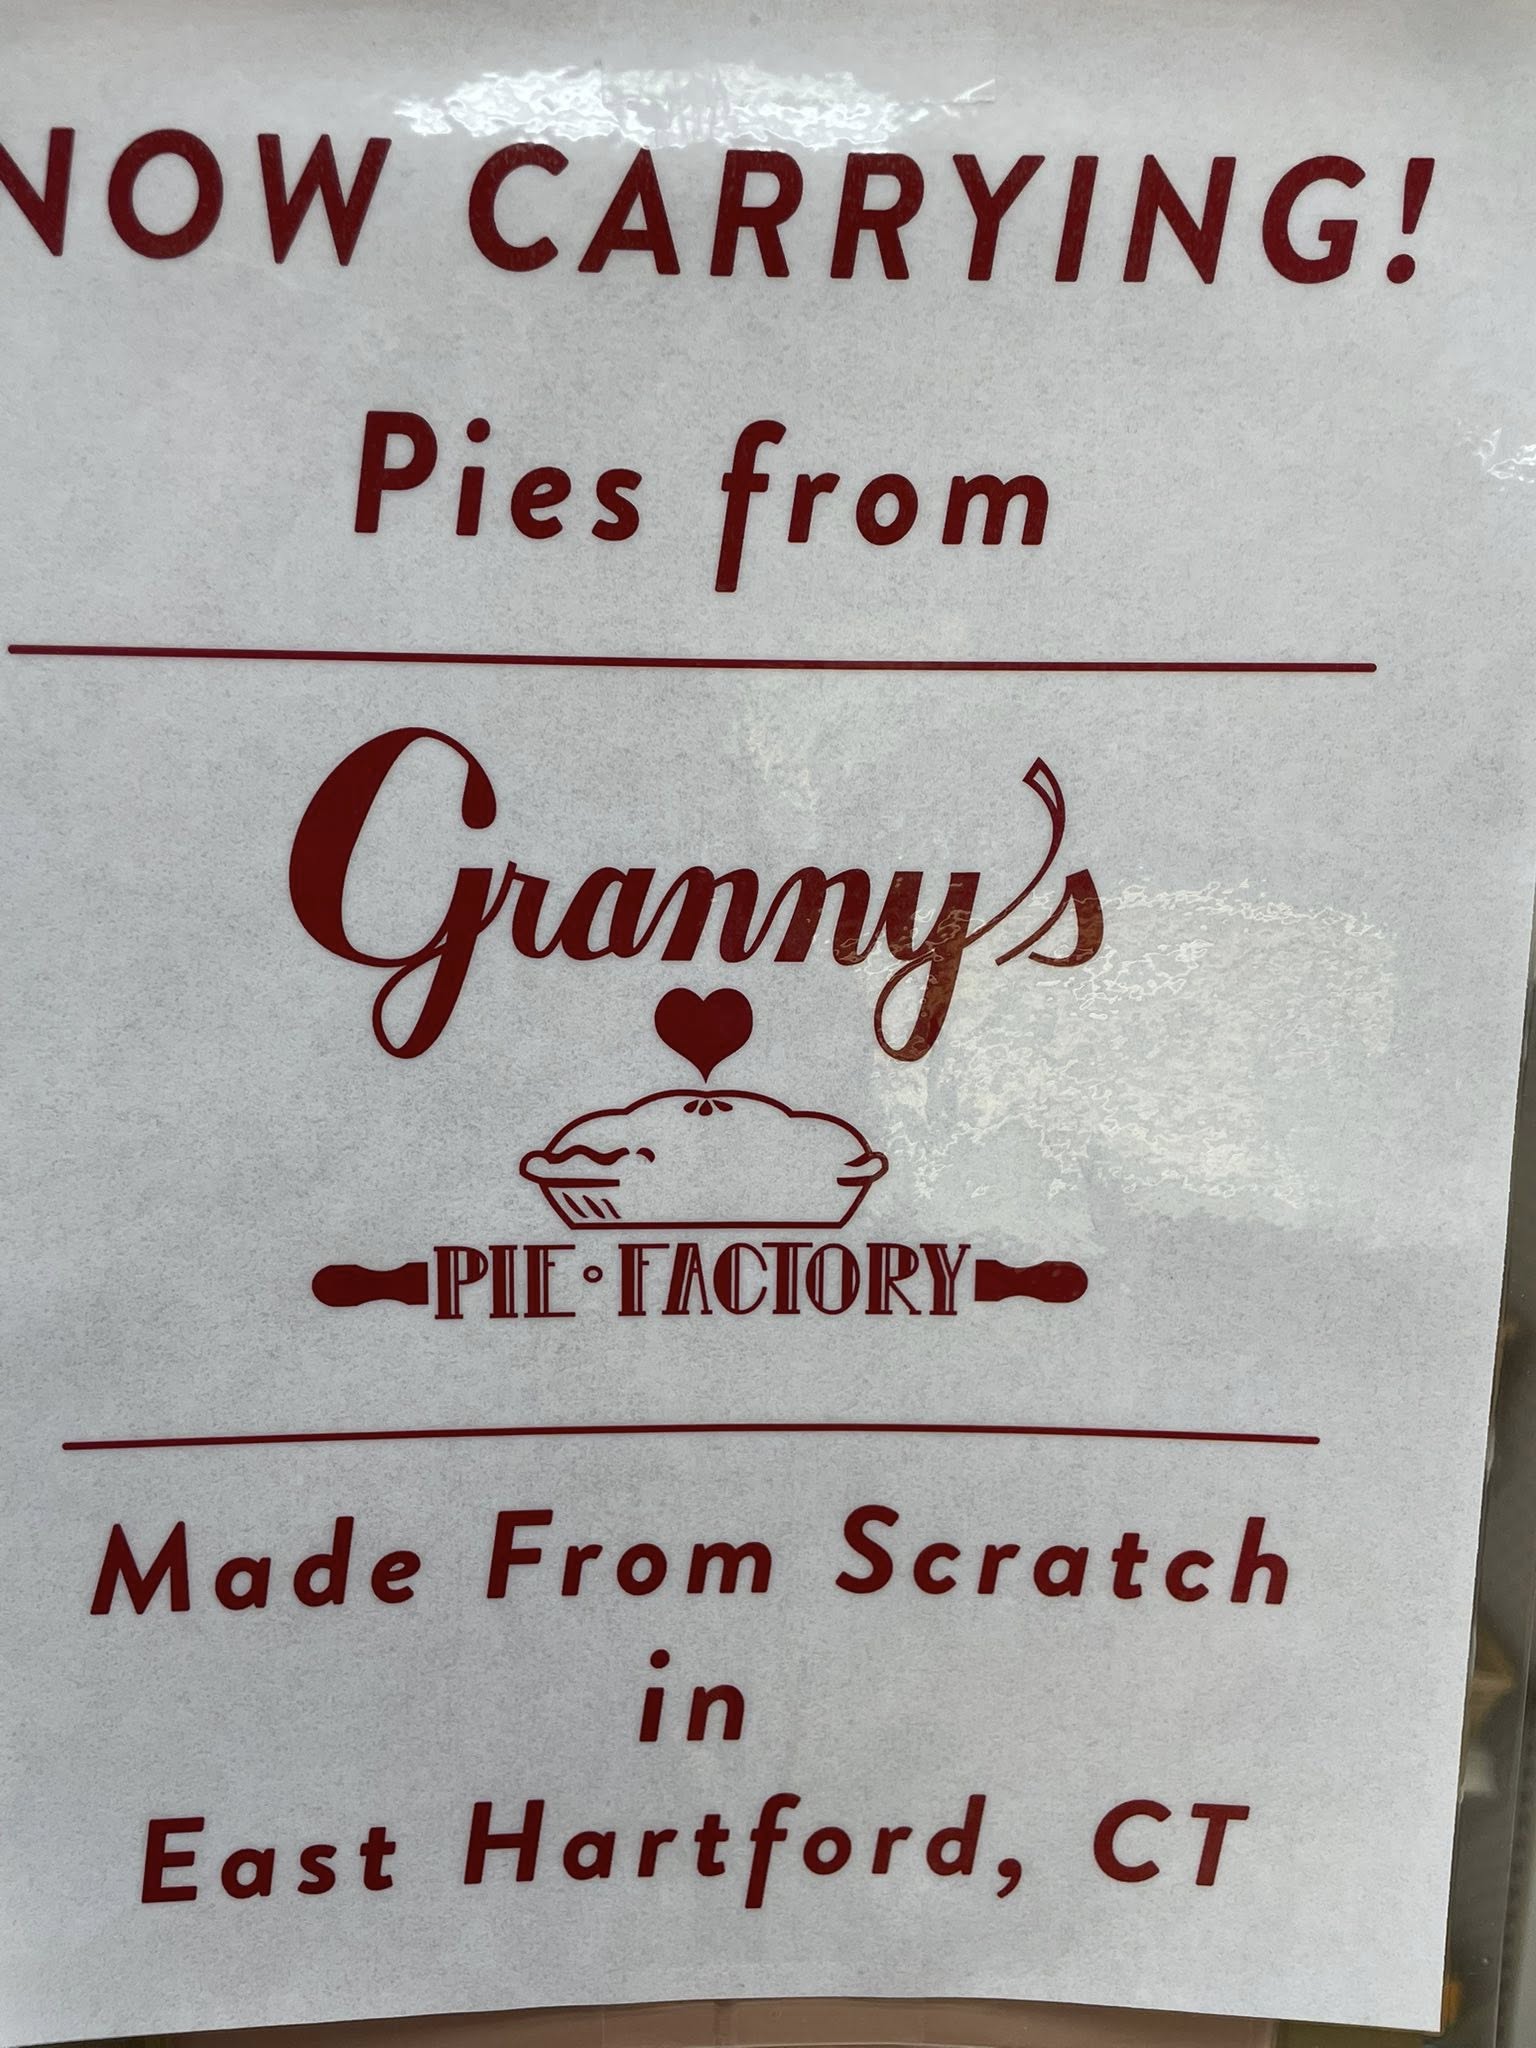 NOW CARRYING!
Pies from
Granny's
PIE • FACTORY
Made From Scratch
in
East Hartford, CT